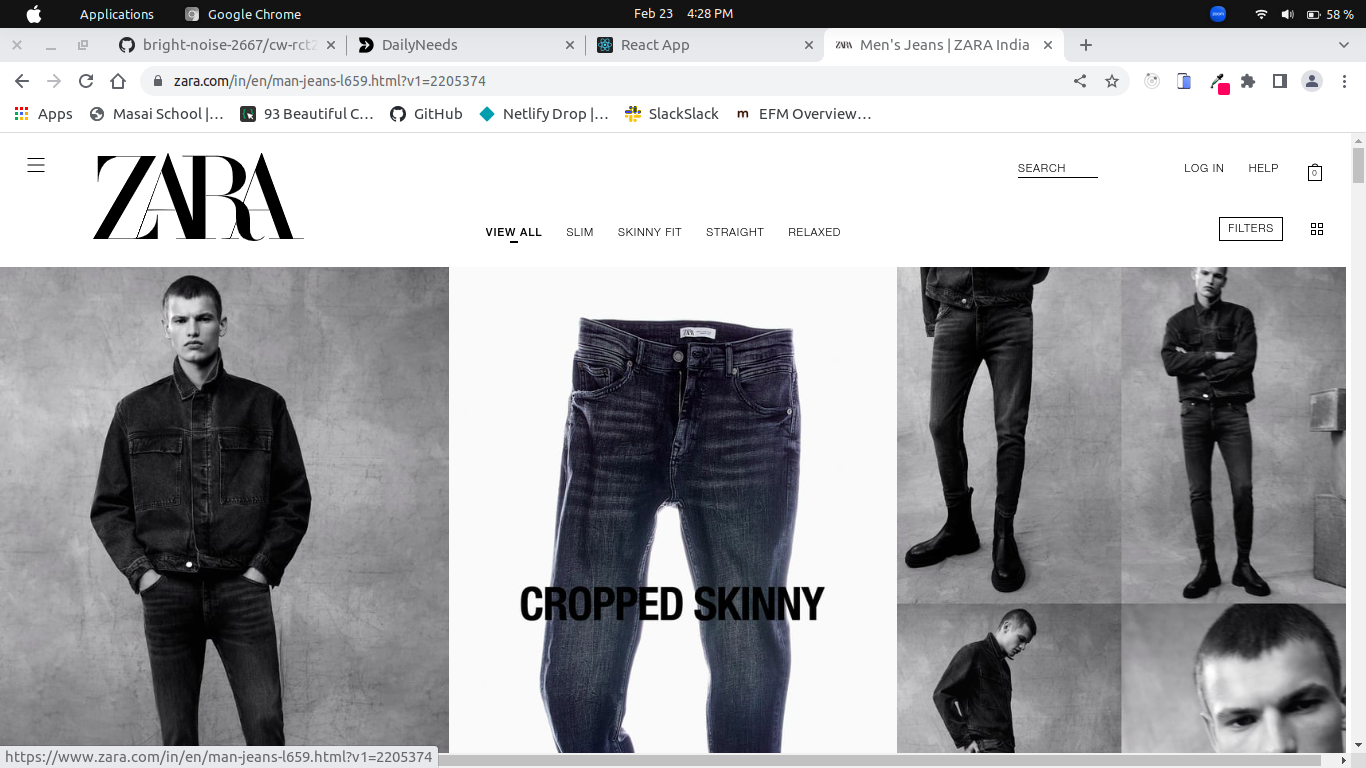 Applications Google Chrome Feb 23 4:28 PM zoom 58 %
bright-noise-2667/cw-rct2 DailyNeeds React App ZARA Men's Jeans | ZARA India
zara.com/in/en/man-jeans-l659.html?v1=2205374
Apps Masai School |... 93 Beautiful C... GitHub Netlify Drop |... SlackSlack m EFM Overview...
ZARA
SEARCH LOG IN HELP 0
VIEW ALL SLIM SKINNY FIT STRAIGHT RELAXED FILTERS
ZARA
CROPPED SKINNY
https://www.zara.com/in/en/man-jeans-l659.html?v1=2205374